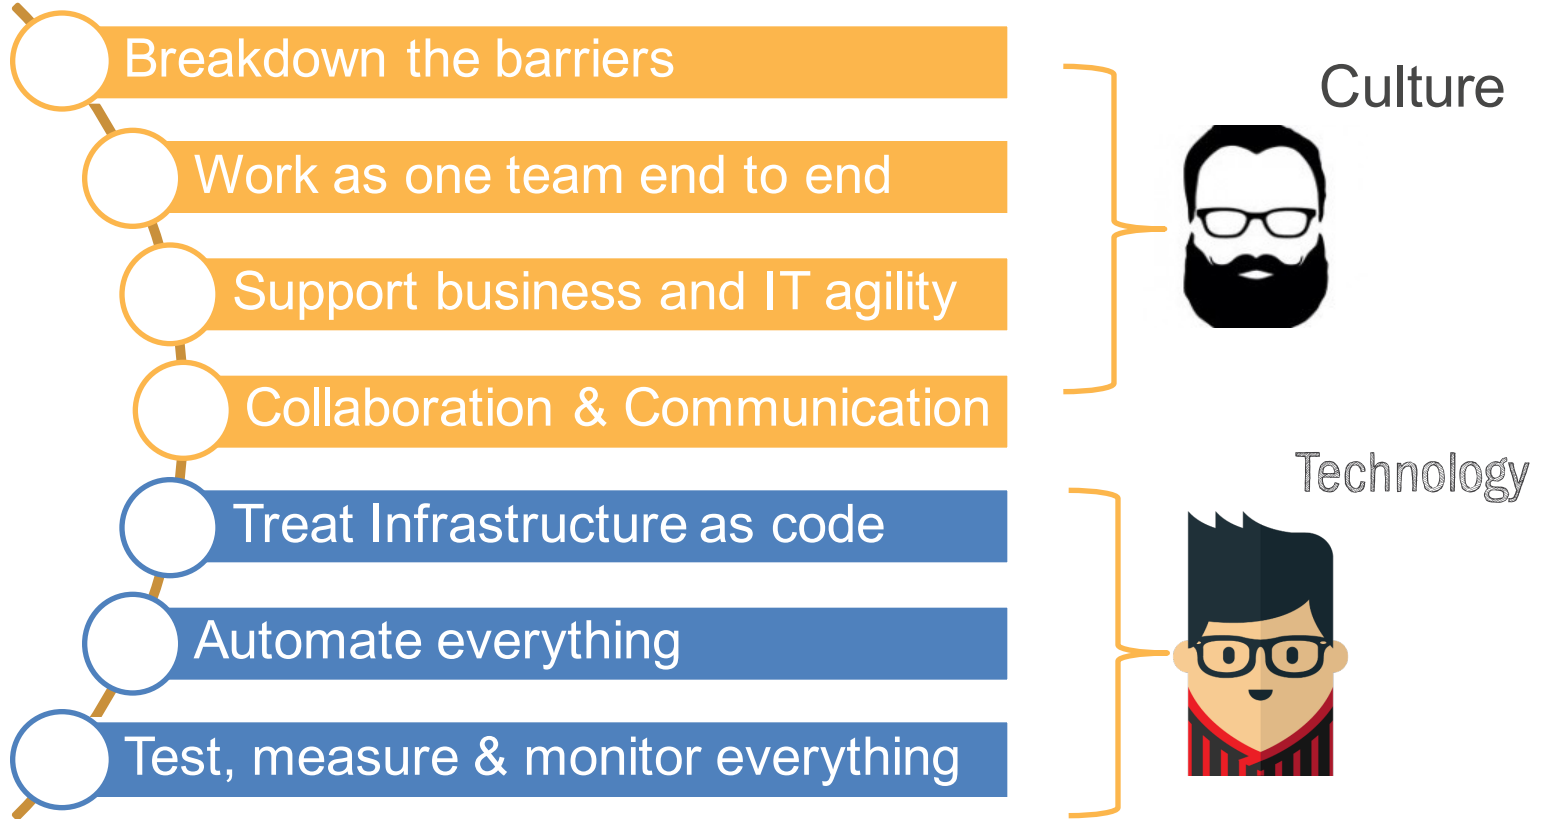 Breakdown the barriers
Work as one team end to end
Support business and IT agility
Collaboration & Communication
Treat Infrastructure as code
Automate everything
Test, measure & monitor everything
Culture
Technology